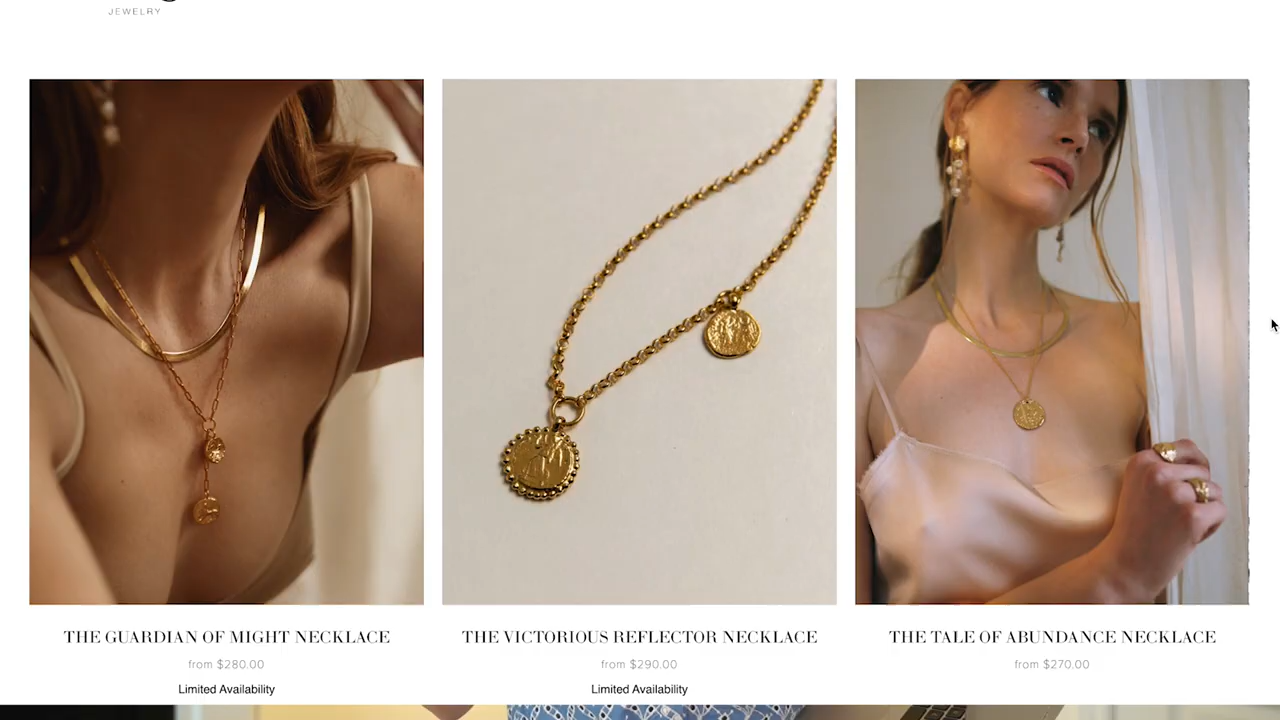 JEWELRY
THE GUARDIAN OF MIGHT NECKLACE
from $280.00
Limited Availability
THE VICTORIOUS REFLECTOR NECKLACE
from $290.00
Limited Availability
THE TALE OF ABUNDANCE NECKLACE
from $270.00